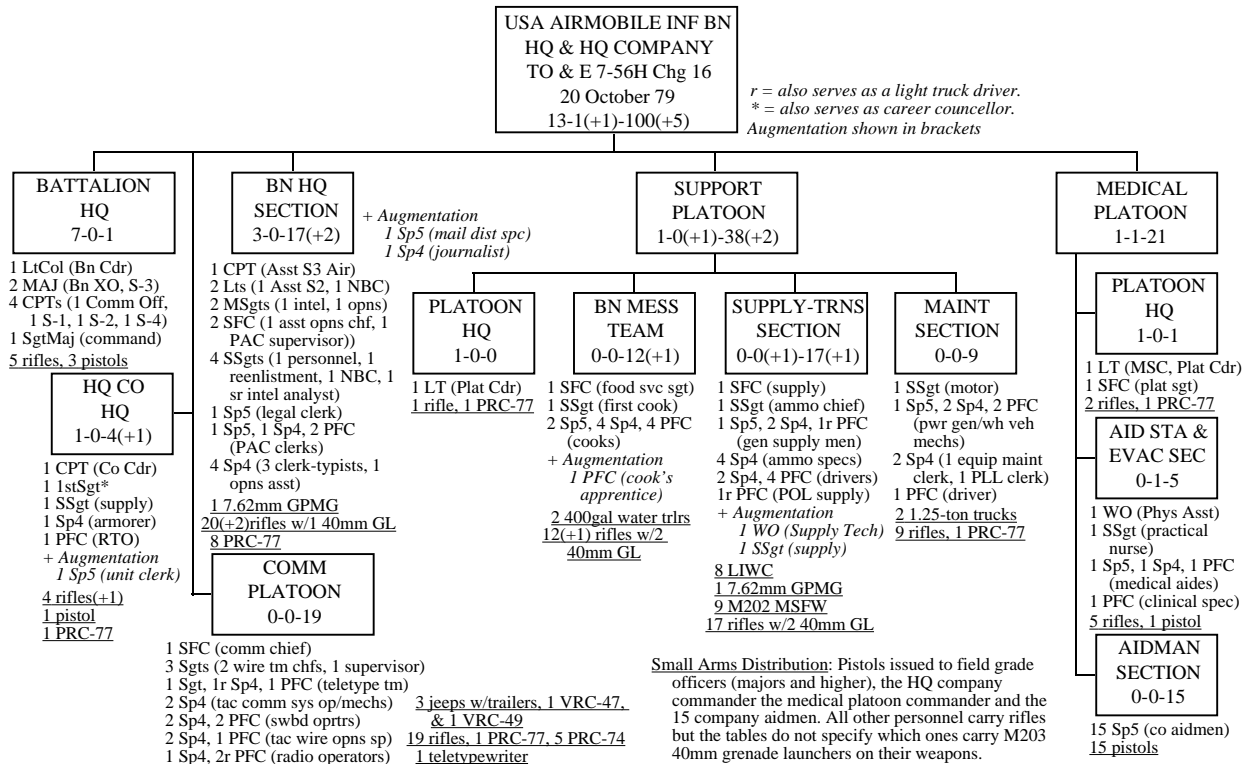 USA AIRMOBILE INF BN
HQ & HQ COMPANY
TO & E 7-56H Chg 16
20 October 79
13-1(+1)-100(+5)
r = also serves as a light truck driver.
* = also serves as career councellor.
Augmentation shown in brackets
BATTALION
HQ
7-0-1
1 LtCol (Bn Cdr)
2 MAJ (Bn XO, S-3)
4 CPTs (1 Comm Off,
1 S-1, 1 S-2, 1 S-4)
1 SgtMaj (command)
5 rifles, 3 pistols
HQ CO
HQ
1-0-4(+1)
1 CPT (Co Cdr)
1 1stSgt*
1 SSgt (supply)
1 Sp4 (armorer)
1 PFC (RTO)
+ Augmentation
1 Sp5 (unit clerk)
4 rifles(+1)
1 pistol
1 PRC-77
BN HQ
SECTION
3-0-17(+2)
+ Augmentation
1 Sp5 (mail dist spc)
1 Sp4 (journalist)
1 CPT (Asst S3 Air)
2 Lts (1 Asst S2, 1 NBC)
2 MSgts (1 intel, 1 opns)
2 SFC (1 asst opns chf, 1
PAC supervisor))
4 SSgts (1 personnel, 1
reenlistment, 1 NBC, 1
sr intel analyst)
1 Sp5 (legal clerk)
1 Sp5, 1 Sp4, 2 PFC
(PAC clerks)
4 Sp4 (3 clerk-typists, 1
opns asst)
1 7.62mm GPMG
20(+2)rifles w/1 40mm GL
8 PRC-77
COMM
PLATOON
0-0-19
1 SFC (comm chief)
3 Sgts (2 wire tm chfs, 1 supervisor)
1 Sgt, 1r Sp4, 1 PFC (teletype tm)
2 Sp4 (tac comm sys op/mechs)
2 Sp4, 2 PFC (swbd oprtrs)
2 Sp4, 1 PFC (tac wire opns sp)
1 Sp4, 2r PFC (radio operators)
3 jeeps w/trailers, 1 VRC-47,
& 1 VRC-49
19 rifles, 1 PRC-77, 5 PRC-74
1 teletypewriter
SUPPORT
PLATOON
1-0(+1)-38(+2)
PLATOON
HQ
1-0-0
1 LT (Plat Cdr)
1 rifle, 1 PRC-77
BN MESS
TEAM
0-0-12(+1)
1 SFC (food svc sgt)
1 SSgt (first cook)
2 Sp5, 4 Sp4, 4 PFC
(cooks)
+ Augmentation
1 PFC (cook's
apprentice)
2 400gal water trlrs
12(+1) rifles w/2
40mm GL
SUPPLY-TRNS
SECTION
0-0(+1)-17(+1)
1 SFC (supply)
1 SSgt (ammo chief)
1 Sp5, 2 Sp4, 1r PFC
(gen supply men)
4 Sp4 (ammo specs)
2 Sp4, 4 PFC (drivers)
1r PFC (POL supply)
+ Augmentation
1 WO (Supply Tech)
1 SSgt (supply)
8 LIWC
1 7.62mm GPMG
9 M202 MSFW
17 rifles w/2 40mm GL
MAINT
SECTION
0-0-9
1 SSgt (motor)
1 Sp5, 2 Sp4, 2 PFC
(pwr gen/wh veh
mechs)
2 Sp4 (1 equip maint
clerk, 1 PLL clerk)
1 PFC (driver)
2 1.25-ton trucks
9 rifles, 1 PRC-77
MEDICAL
PLATOON
1-1-21
PLATOON
HQ
1-0-1
1 LT (MSC, Plat Cdr)
1 SFC (plat sgt)
2 rifles, 1 PRC-77
AID STA &
EVAC SEC
0-1-5
1 WO (Phys Asst)
1 SSgt (practical
nurse)
1 Sp5, 1 Sp4, 1 PFC
(medical aides)
1 PFC (clinical spec)
5 rifles, 1 pistol
AIDMAN
SECTION
0-0-15
15 Sp5 (co aidmen)
15 pistols
Small Arms Distribution: Pistols issued to field grade
officers (majors and higher), the HQ company
commander the medical platoon commander and the
15 company aidmen. All other personnel carry rifles
but the tables do not specify which ones carry M203
40mm grenade launchers on their weapons.